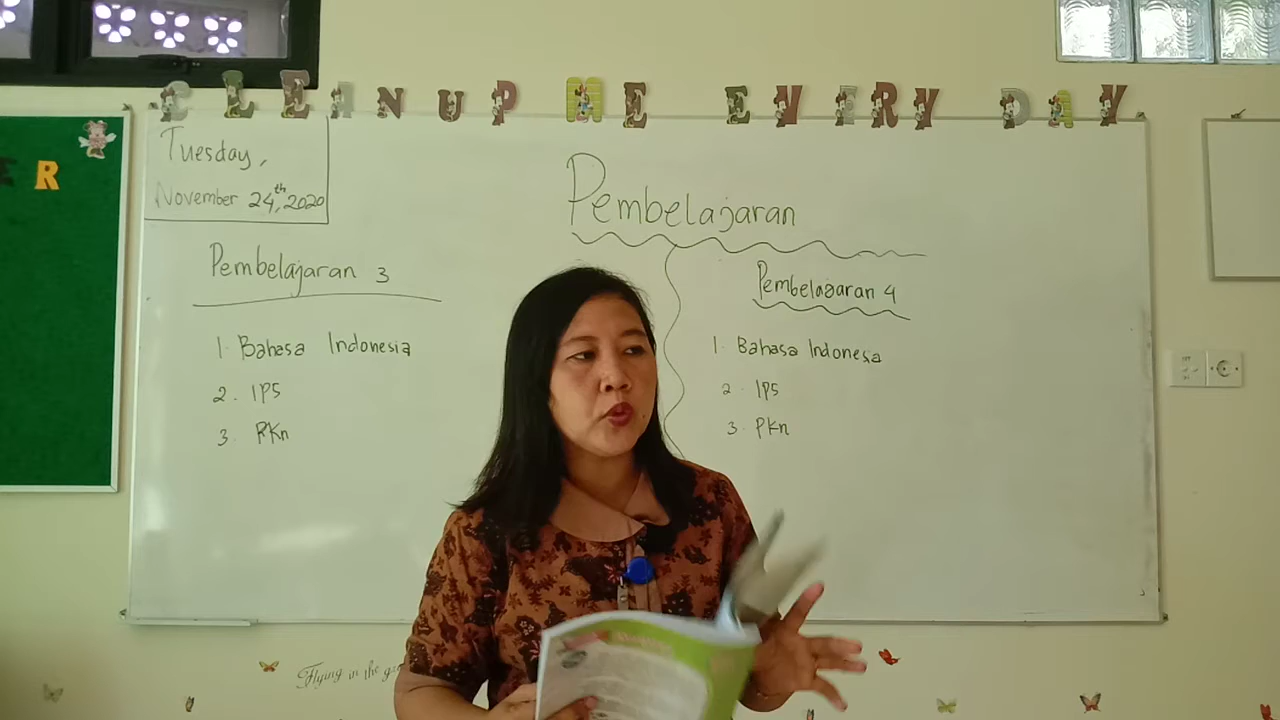 CLEAN UP ME EVERY DAY
R
Tuesday,
November 24th, 2020
Pembelajaran
Pembelajaran 3
1. Bahasa Indonesia
2. IPS
3. PKn
Pembelajaran 4
1. Bahasa Indonesa
2. IPS
3. PKn
Flying in the